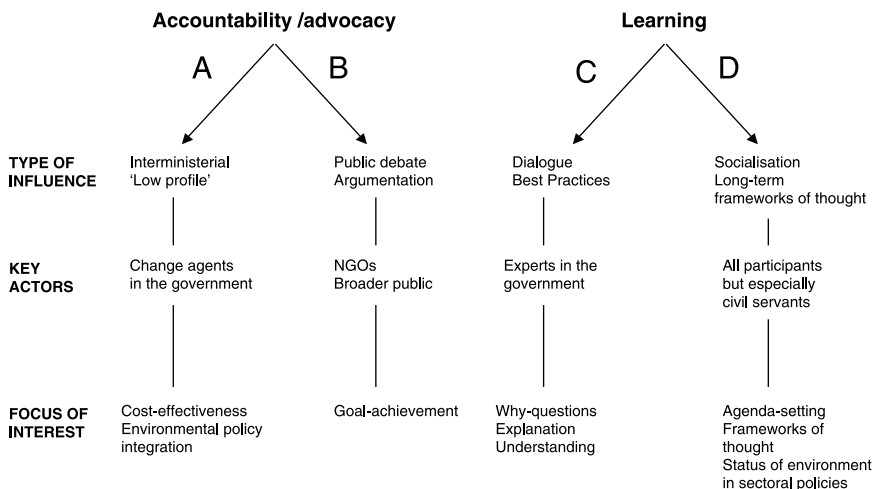 Accountability /advocacy
Learning
A
B
C
D
TYPE OF
INFLUENCE
Interministerial
'Low profile'
Public debate
Argumentation
Dialogue
Best Practices
Socialisation
Long-term
frameworks of thought
KEY
ACTORS
Change agents
in the government
NGOs
Broader public
Experts in the
government
All participants
but especially
civil servants
FOCUS OF
INTEREST
Cost-effectiveness
Environmental policy
integration
Goal-achievement
Why-questions
Explanation
Understanding
Agenda-setting
Frameworks of
thought
Status of environment
in sectoral policies